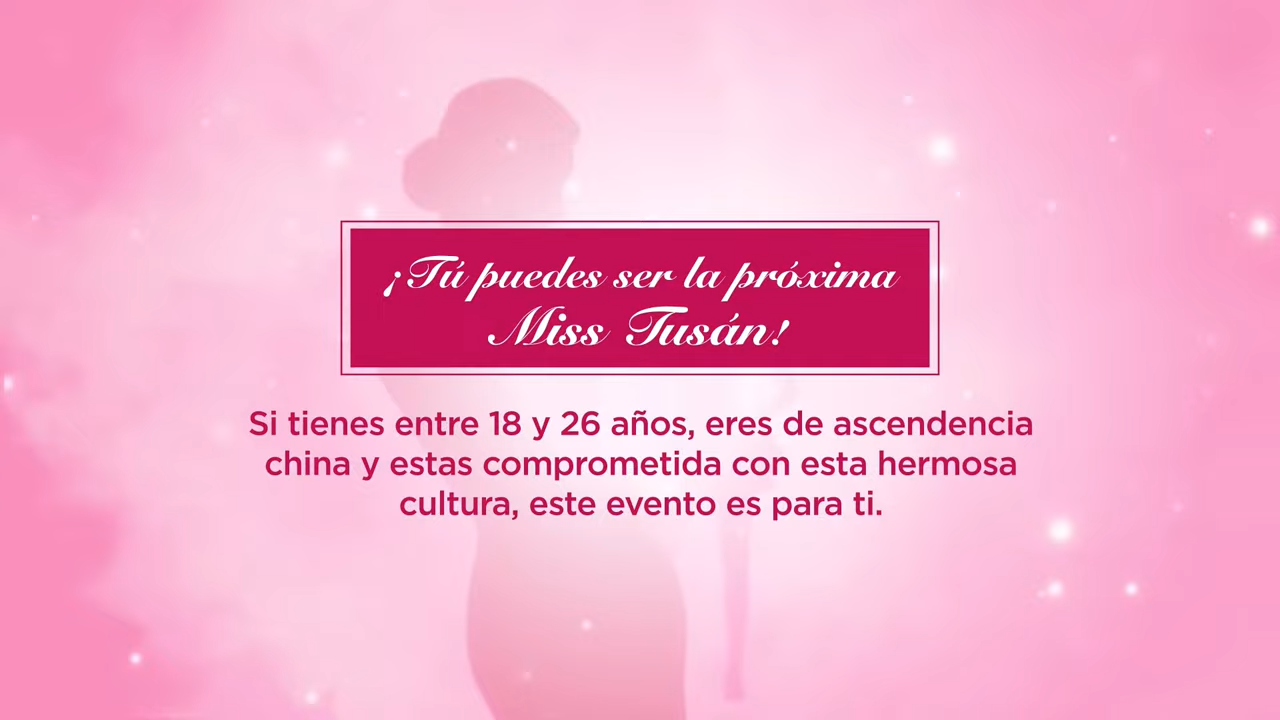 ¡Tú puedes ser la próxima
Miss Tusán!
Si tienes entre 18 y 26 años, eres de ascendencia
china y estas comprometida con esta hermosa
cultura, este evento es para ti.